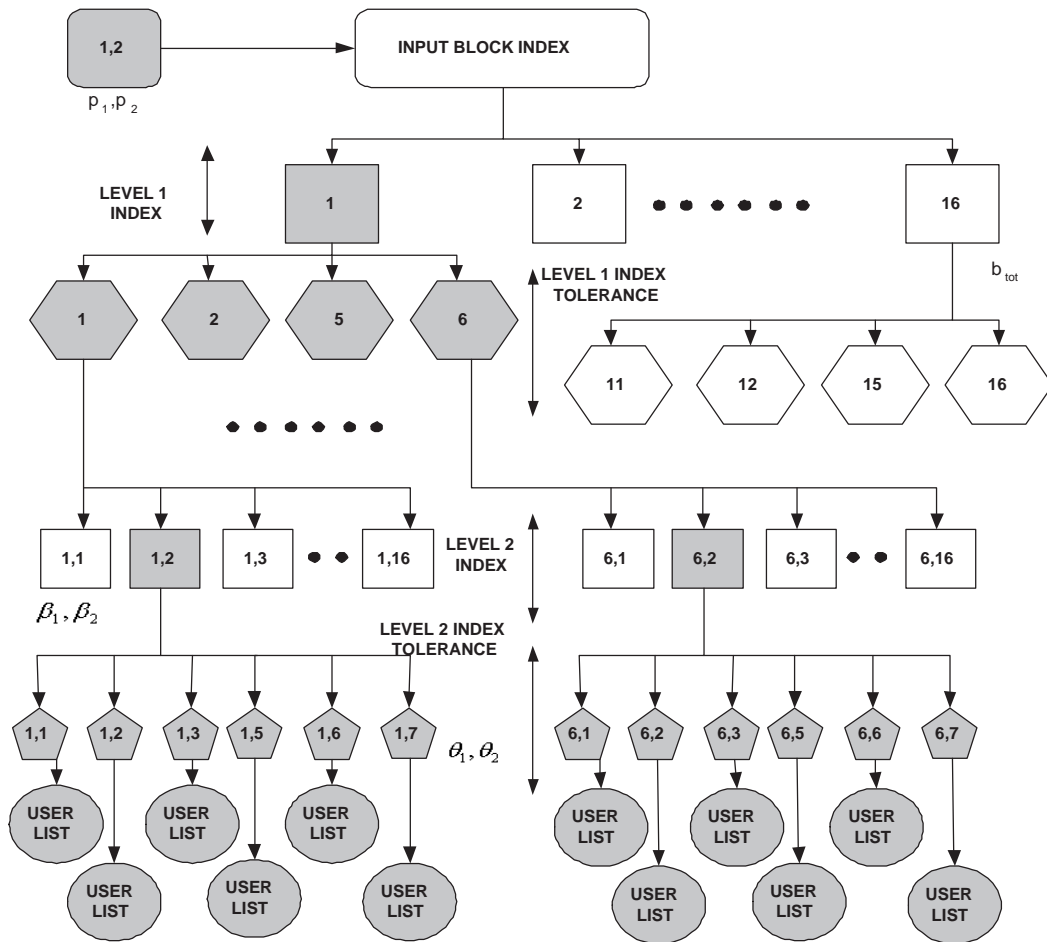 1,2
INPUT BLOCK INDEX
p 1 ,p 2
LEVEL 1
INDEX
1
2
16
b tot
LEVEL 1 INDEX
TOLERANCE
1
2
5
6
11
12
15
16
1,1
1,2
1,3
1,16
LEVEL 2
INDEX
6,1
6,2
6,3
6,16
β1, β2
LEVEL 2 INDEX
TOLERANCE
1,1
1,2
1,3
1,5
1,6
1,7
θ1, θ2
6,1
6,2
6,3
6,5
6,6
6,7
USER
LIST
USER
LIST
USER
LIST
USER
LIST
USER
LIST
USER
LIST
USER
LIST
USER
LIST
USER
LIST
USER
LIST
USER
LIST
USER
LIST